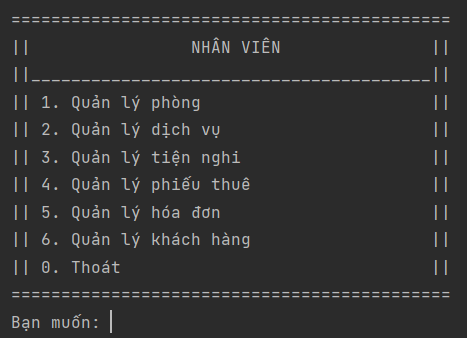 ============================================
||                NHÂN VIÊN               ||
||________________________________________||
|| 1. Quản lý phòng                       ||
|| 2. Quản lý dịch vụ                     ||
|| 3. Quản lý tiện nghi                   ||
|| 4. Quản lý phiếu thuê                  ||
|| 5. Quản lý hóa đơn                     ||
|| 6. Quản lý khách hàng                  ||
|| 0. Thoát                               ||
============================================
Bạn muốn: